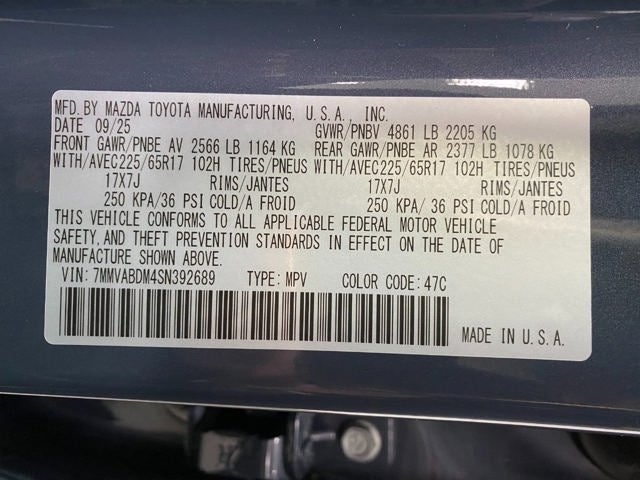 MFD. BY MAZDA TOYOTA MANUFACTURING, U.S.A., INC.
DATE 09/25 GVWR/PNBV 4861 LB 2205 KG
FRONT GAWR/PNBE AV 2566 LB 1164 KG REAR GAWR/PNBE AR 2377 LB 1078 KG
WITH/AVEC225/65R17 102H TIRES/PNEUS WITH/AVEC225/65R17 102H TIRES/PNEUS
17X7J RIMS/JANTES 17X7J RIMS/JANTES
250 KPA/36 PSI COLD/A FROID 250 KPA/ 36 PSI COLD/A FROID
THIS VEHICLE CONFORMS TO ALL APPLICABLE FEDERAL MOTOR VEHICLE
SAFETY, AND THEFT PREVENTION STANDARDS IN EFFECT ON THE DATE OF
MANUFACTURE SHOWN ABOVE.
VIN: 7MMVABDM4SN392689 TYPE: MPV COLOR CODE: 47C
MADE IN U.S.A.